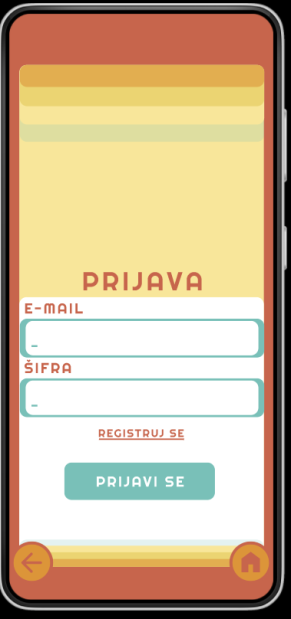 PRIJAVA
E-MAIL
_
ŠIFRA
_
REGISTRUJ SE
PRIJAVI SE